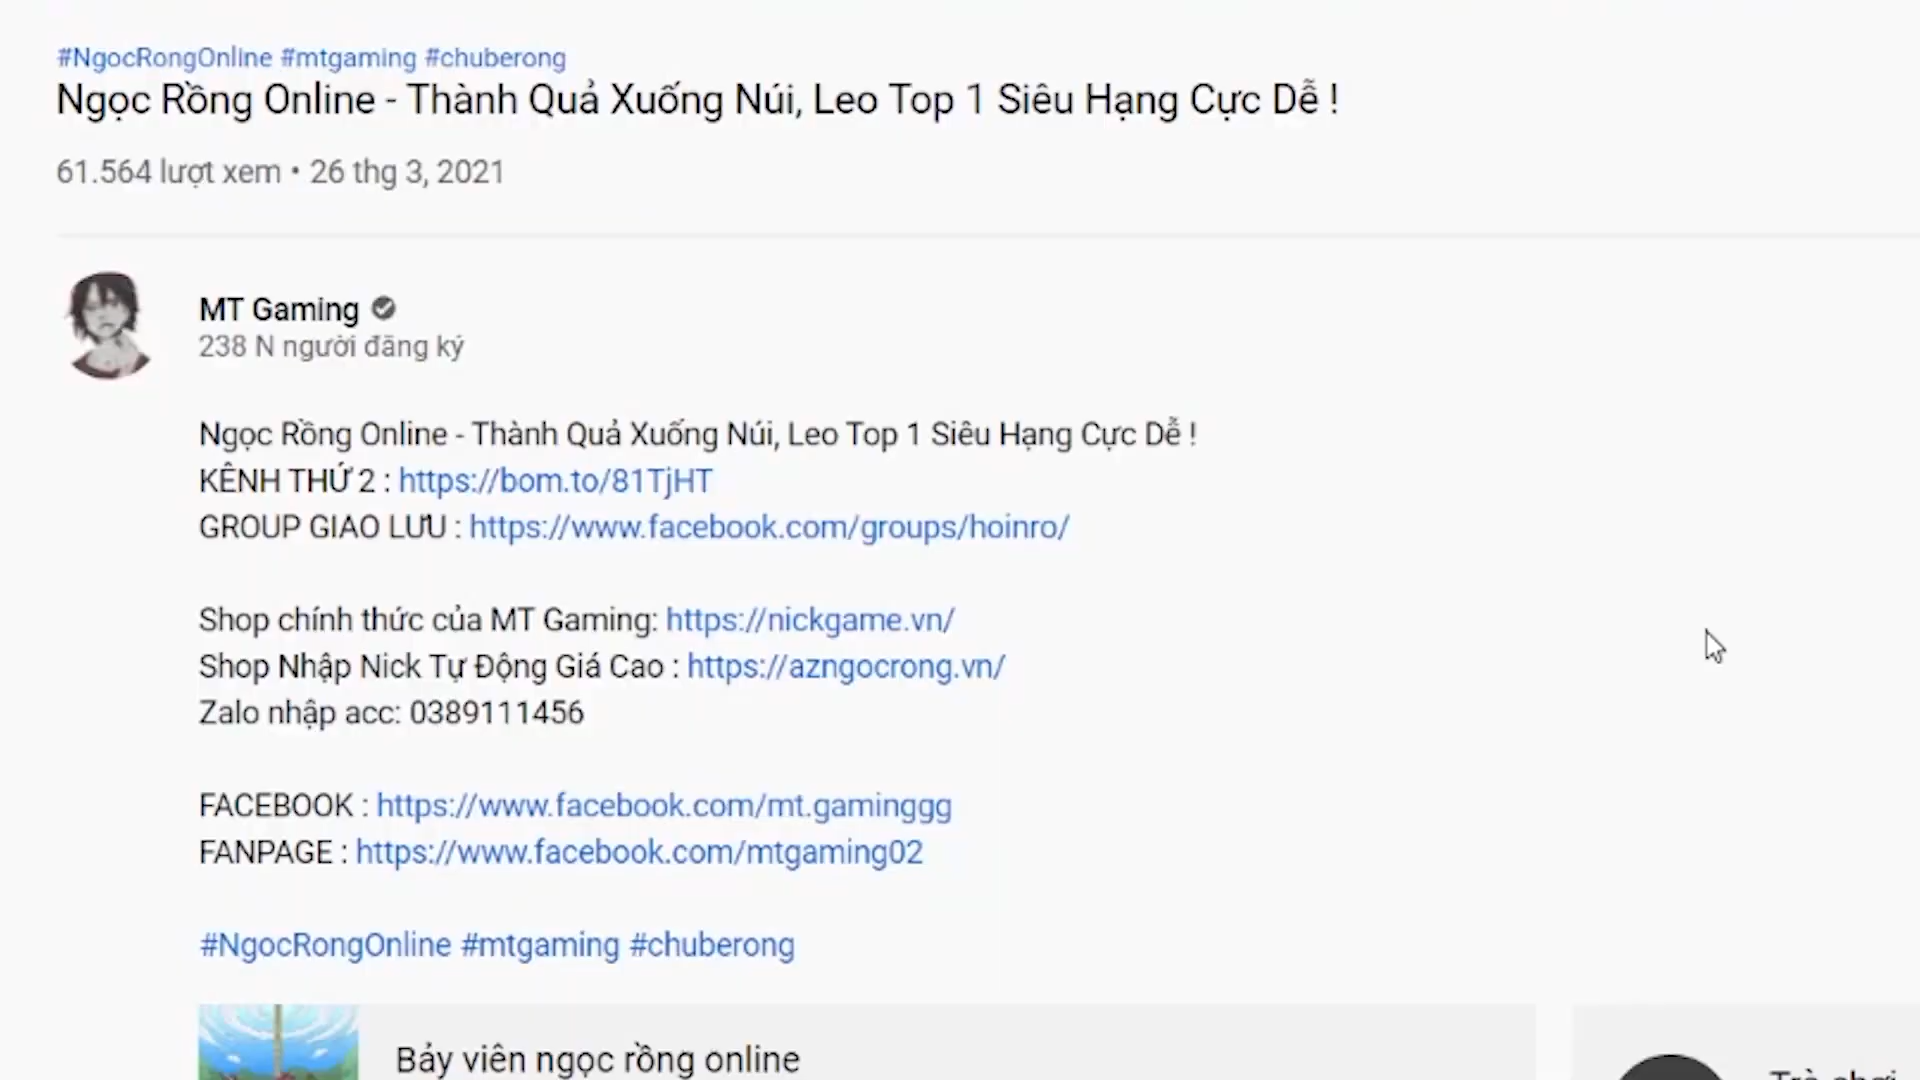 #NgocRongOnline #mtgaming #chuberong
Ngọc Rồng Online - Thành Quả Xuống Núi, Leo Top 1 Siêu Hạng Cực Dễ !
61.564 lượt xem • 26 thg 3, 2021
MT Gaming
238 N người đăng ký
Ngọc Rồng Online - Thành Quả Xuống Núi, Leo Top 1 Siêu Hạng Cực Dễ !
KÊNH THỨ 2 : https://bom.to/81TjHT
GROUP GIAO LƯU : https://www.facebook.com/groups/hoinro/
Shop chính thức của MT Gaming: https://nickgame.vn/
Shop Nhập Nick Tự Động Giá Cao : https://azngocrong.vn/
Zalo nhập acc: 0389111456
FACEBOOK : https://www.facebook.com/mt.gaminggg
FANPAGE : https://www.facebook.com/mtgaming02
#NgocRongOnline #mtgaming #chuberong
Bảy viên ngọc rồng online
Trò chơi